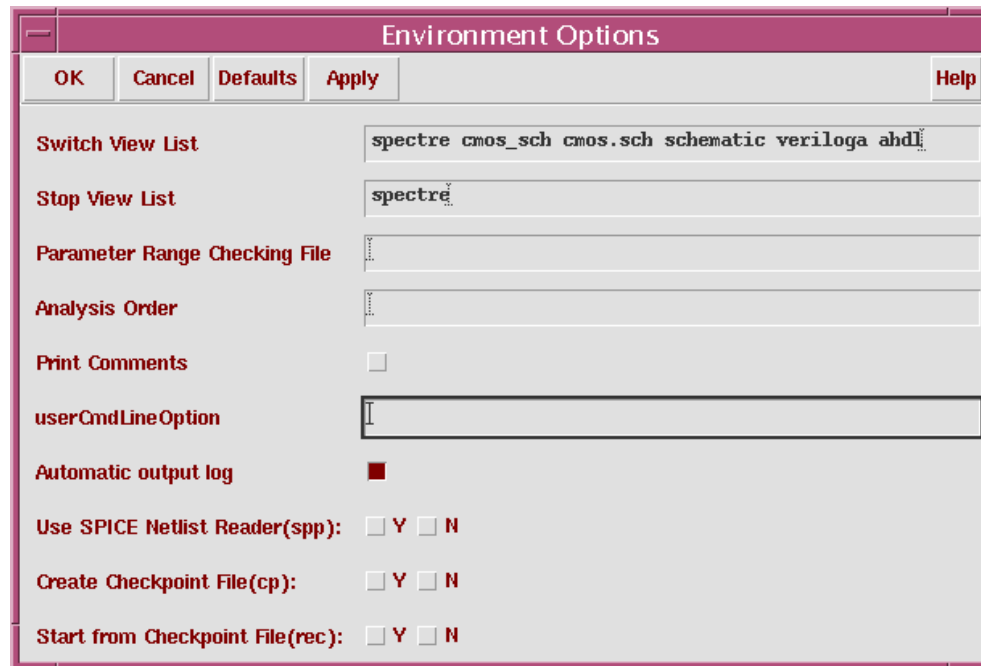 Environment Options
OK Cancel Defaults Apply Help
Switch View List spectre cmos_sch cmos.sch schematic veriloga ahdl
Stop View List spectre
Parameter Range Checking File
Analysis Order
Print Comments
userCmdLineOption
Automatic output log
Use SPICE Netlist Reader(spp): Y N
Create Checkpoint File(cp): Y N
Start from Checkpoint File(rec): Y N